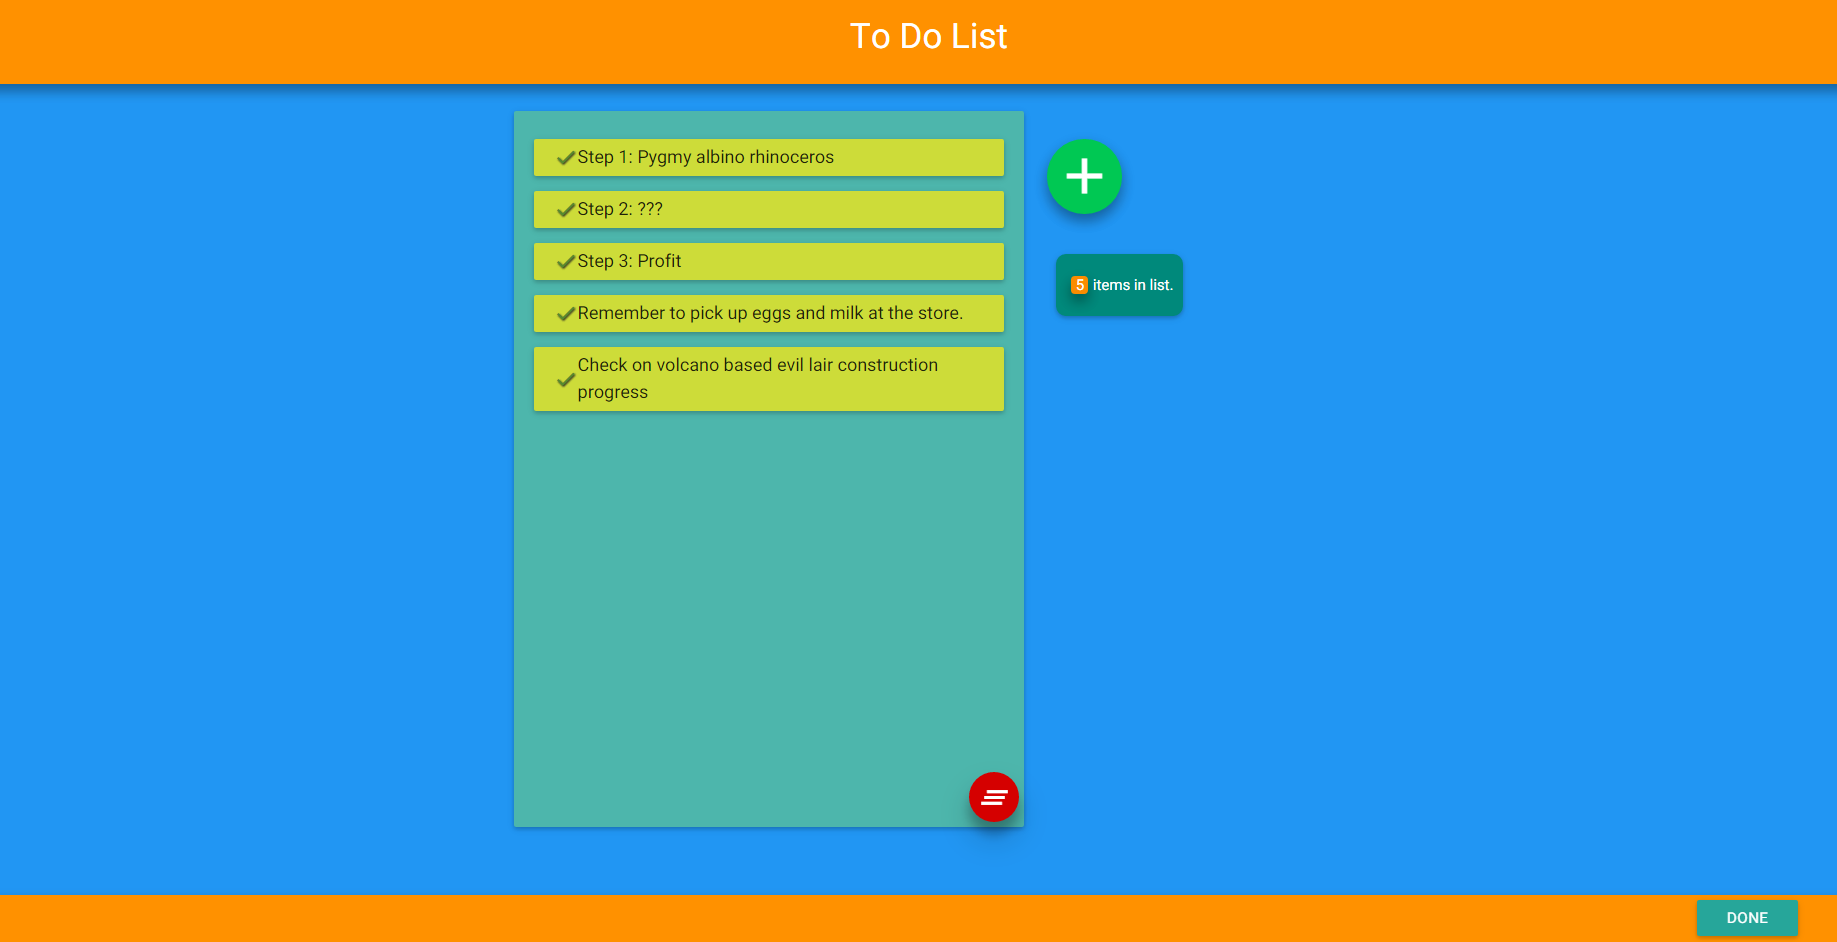 To Do List
Step 1: Pygmy albino rhinoceros
Step 2: ???
Step 3: Profit
Remember to pick up eggs and milk at the store.
Check on volcano based evil lair construction
progress
5 items in list.
DONE